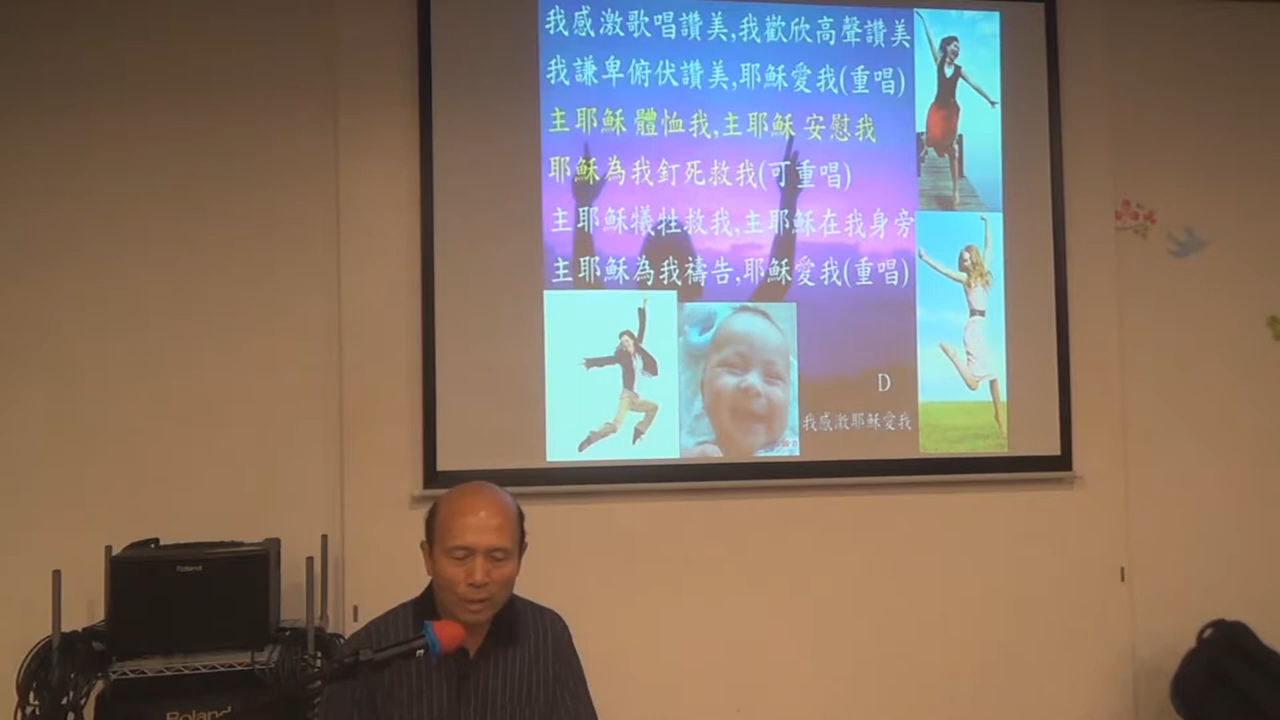 我感激歌唱讚美,我歡欣高聲讚美
我謙卑俯伏讚美,耶穌愛我(重唱)
主耶穌 體恤我,主耶穌 安慰我
耶穌為我釘死救我(可重唱)
主耶穌犧牲救我,主耶穌在我身旁
主耶穌為我禱告,耶穌愛我(重唱)
D
我感激耶穌愛我
Roland
Roland